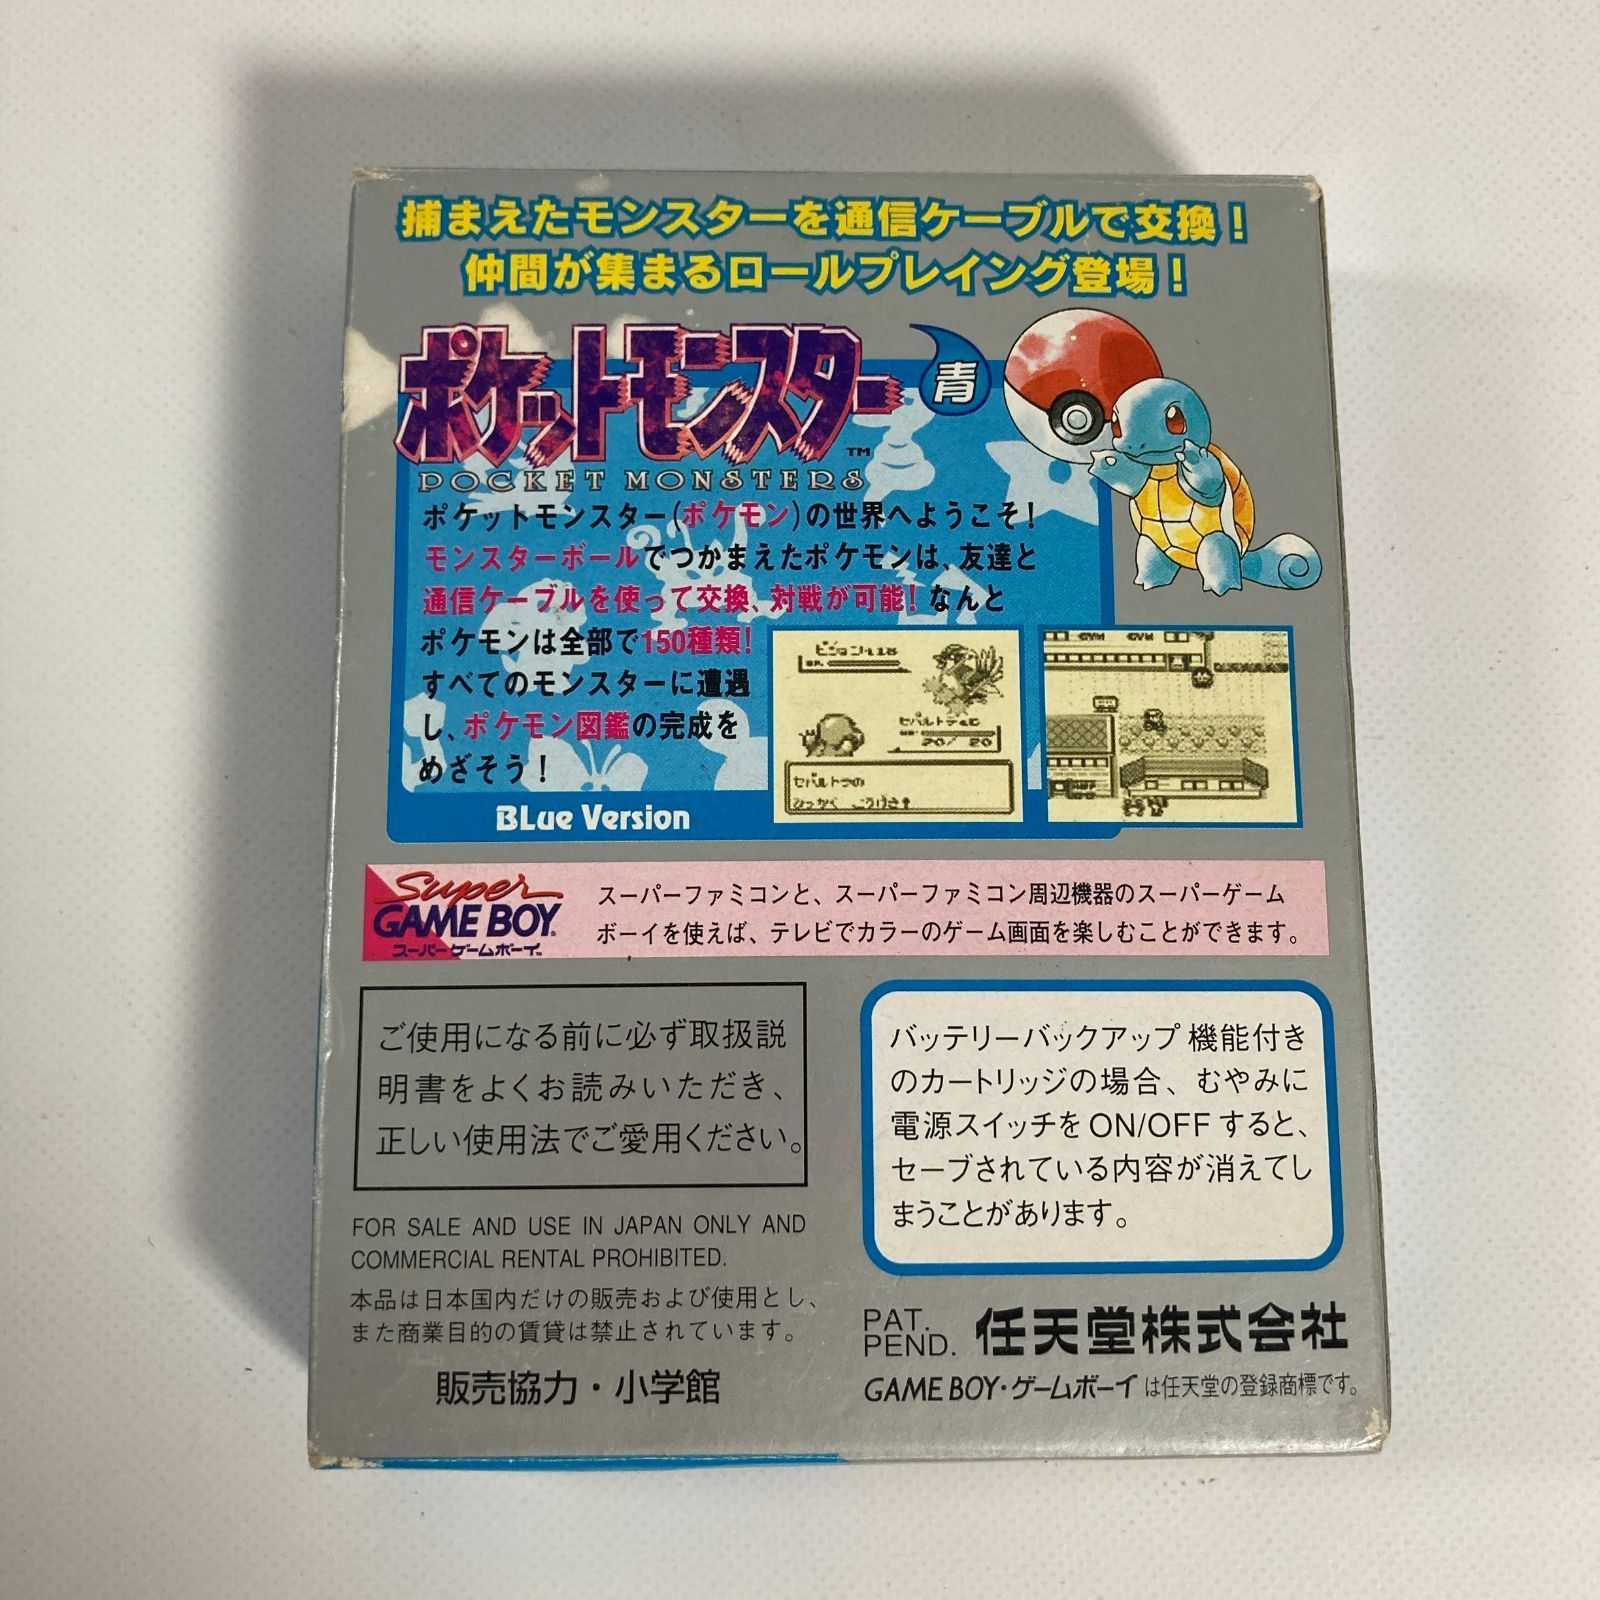 捕まえたモンスターを通信ケーブルで交換！
仲間が集まるロールプレイング登場！
ポケットモンスター
青
TM
POCKET MONSTERS
ポケットモンスター(ポケモン)の世界へようこそ！
モンスターボールでつかまえたポケモンは、友達と
通信ケーブルを使って交換、対戦が可能！なんと
ポケモンは全部で150種類！
すべてのモンスターに遭遇
し、ポケモン図鑑の完成を
めざそう！
BLue Version
ピジョン:L18
20/ 20
こうげき！
GYM GYM
Super
GAME BOY
スーパーゲームボーイ
スーパーファミコンと、スーパーファミコン周辺機器のスーパーゲーム
ボーイを使えば、テレビでカラーのゲーム画面を楽しむことができます。
ご使用になる前に必ず取扱説
明書をよくお読みいただき、
正しい使用法でご愛用ください。
バッテリーバックアップ機能付き
のカートリッジの場合、むやみに
電源スイッチをON/OFFすると、
セーブされている内容が消えてし
まうことがあります。
FOR SALE AND USE IN JAPAN ONLY AND
COMMERCIAL RENTAL PROHIBITED.
本品は日本国内だけの販売および使用とし、
また商業目的の賃貸は禁止されています。
販売協力・小学館
PAT.
PEND.
任天堂株式会社
GAME BOY・ゲームボーイは任天堂の登録商標です。